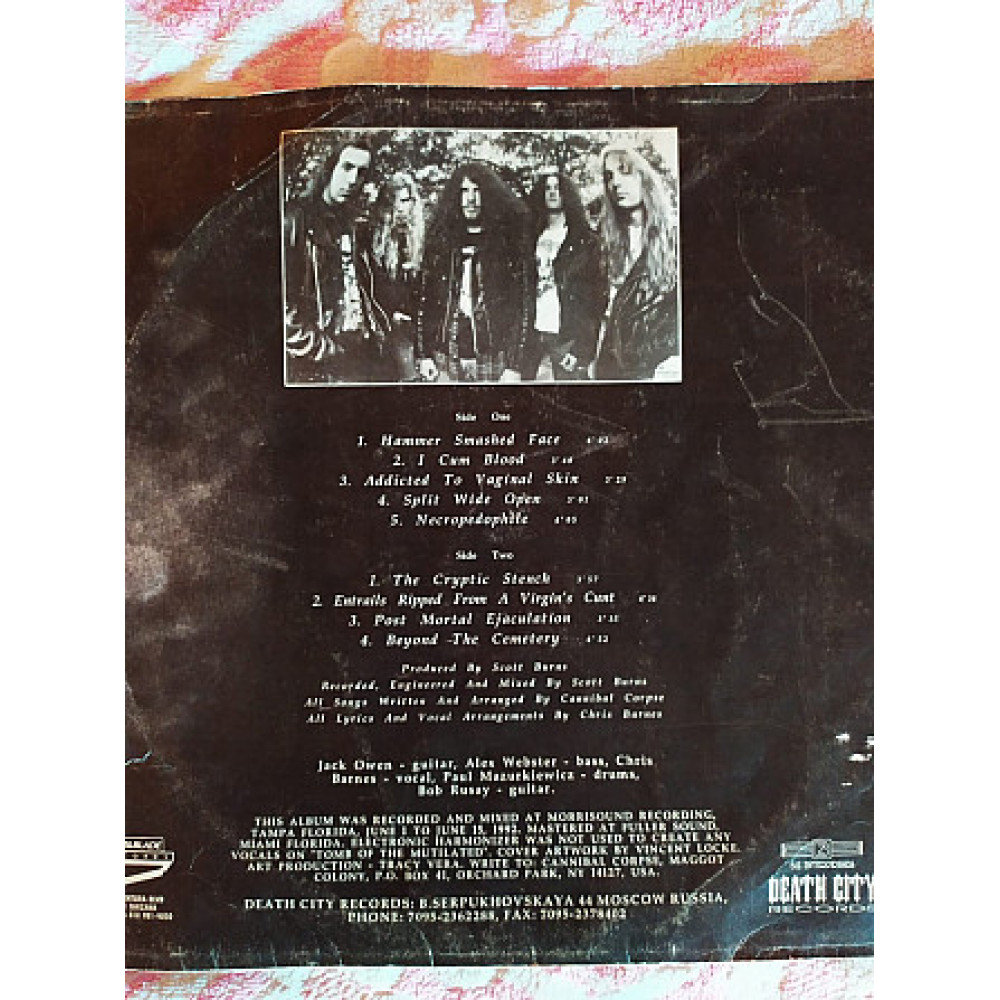 Side One
1. Hammer Smashed Face 4'02
2. I Cum Blood
3. Addicted To Vaginal Skin
4. Split Wide Open
5. Necropedophile
Side Two
1. The Cryptic Stench 3'57
2. Entrails Ripped From A Virgin's Cunt
3. Post Mortal Ejaculation
4. Beyond The Cemetery
Produced By Scott Burns
Recorded, Engineered And Mixed By Scott Burns
All Songs Written And Arranged By Cannibal Corpse
All Lyrics And Vocal Arrangements By Chris Barnes
Jack Owen - guitar, Alex Webster - bass, Chris
Barnes - vocal, Paul Mazurkiewicz - drums,
Bob Rusay - guitar.
THIS ALBUM WAS RECORDED AND MIXED AT MORRISOUND RECORDING,
TAMPA FLORIDA, JUNE 1 TO JUNE 15, 1992. MASTERED AT FULLER SOUND,
MIAMI FLORIDA. ELECTRONIC HARMONIZER WAS NOT USED TO CREATE ANY
VOCALS ON "TOMB OF THE MUTILATED". COVER ARTWORK BY VINCENT LOCKE.
ART PRODUCTION - TRACY VERA. WRITE TO: CANNIBAL CORPSE, MAGGOT
COLONY, P.O. BOX 41, ORCHARD PARK, NY 14127, USA.
DEATH CITY RECORDS: B.SERPUKHOVSKAYA 44 MOSCOW RUSSIA,
PHONE: 7095-2362288, FAX: 7095-2378402
DEATH CITY
RECORDS